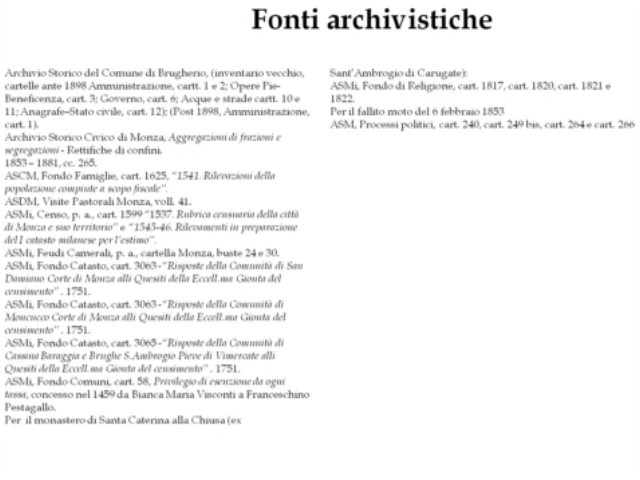 Fonti archivistiche
Archivio Storico del Comune di Brugherio, (inventario vecchio,
cartelle ante 1898 Amministrazione, cartt. 1 e 2; Opere Pie-
Beneficenza, cart. 3; Governo, cart. 6; Acque e strade cartt. 10 e
11; Anagrafe–Stato civile, cart. 12); (Post 1898, Amministrazione,
cart. 1).
Archivio Storico Civico di Monza, Aggregazioni di frazioni e
segregazioni - Rettifiche di confini.
1853 – 1881, cc. 265.
ASCM, Fondo Famiglie, cart. 1625, “1541. Rilevazioni della
popolazione compiute a scopo fiscale”.
ASDM, Visite Pastorali Monza, voll. 41.
ASMi, Censo, p. a., cart. 1599 “1537. Rubrica censuaria della città
di Monza e suo territorio” e “1545-46. Rilevamenti in preparazione
del I catasto milanese per l’estimo”.
ASMi, Feudi Camerali, p. a., cartella Monza, buste 24 e 30.
ASMi, Fondo Catasto, cart. 3063 -“Risposte della Comunità di San
Damiano Corte di Monza alli Quesiti della Eccell.ma Gionta del
censimento” . 1751.
ASMi, Fondo Catasto, cart. 3063 -“Risposte della Comunità di
Moncucco Corte di Monza alli Quesiti della Eccell.ma Gionta del
censimento” . 1751.
ASMi, Fondo Catasto, cart. 3065 -“Risposte della Comunità di
Cassina Baraggia e Brughe S.Ambrogio Pieve di Vimercate alli
Quesiti della Eccell.ma Gionta del censimento” . 1751.
ASMi, Fondo Comuni, cart. 58, Privilegio di esenzione da ogni
tassa, concesso nel 1459 da Bianca Maria Visconti a Franceschino
Pestagallo.
Per il monastero di Santa Caterina alla Chiusa (ex
Sant’Ambrogio di Carugate):
ASMi, Fondo di Religione, cart. 1817, cart. 1820, cart. 1821 e
1822.
Per il fallito moto del 6 febbraio 1853
ASM, Processi politici, cart. 240, cart. 249 bis, cart. 264 e cart. 266